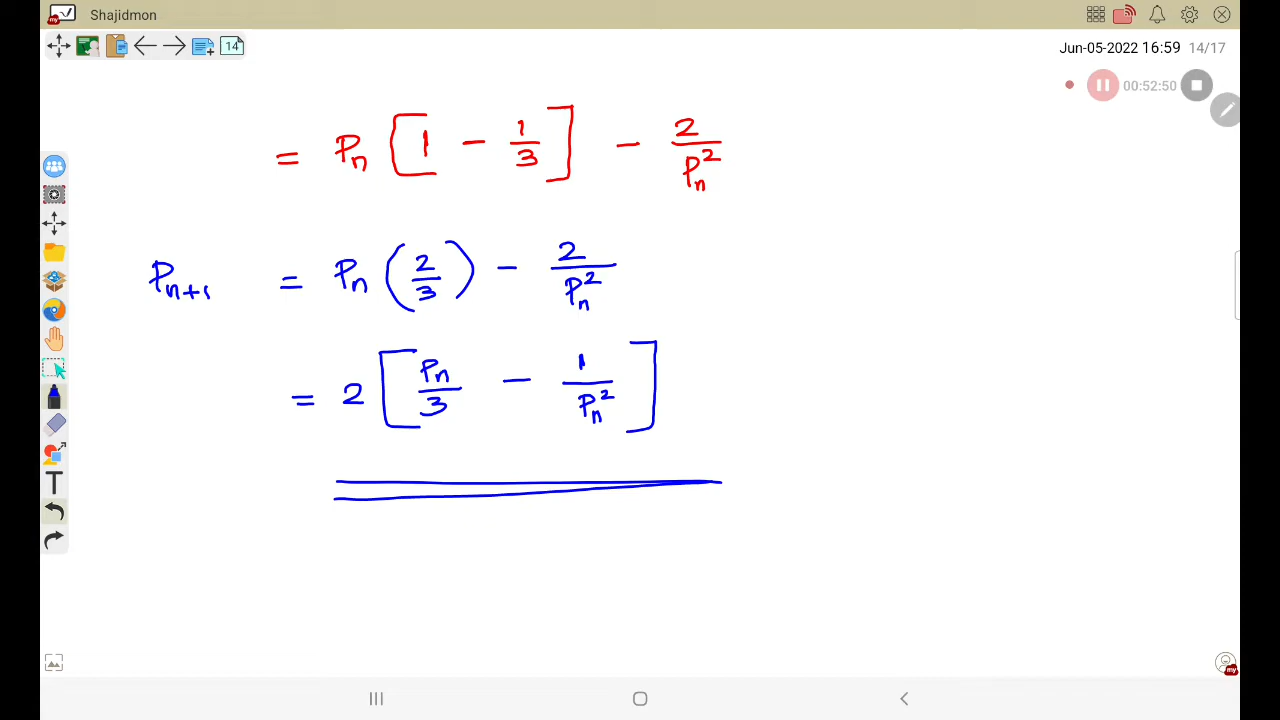 Shajidmon
14
Jun-05-2022 16:59 14/17
00:52:50
= Pn [1 - 1/3] - 2/Pn²
Pn+1 = Pn (2/3) - 2/Pn²
= 2 [Pn/3 - 1/Pn²]